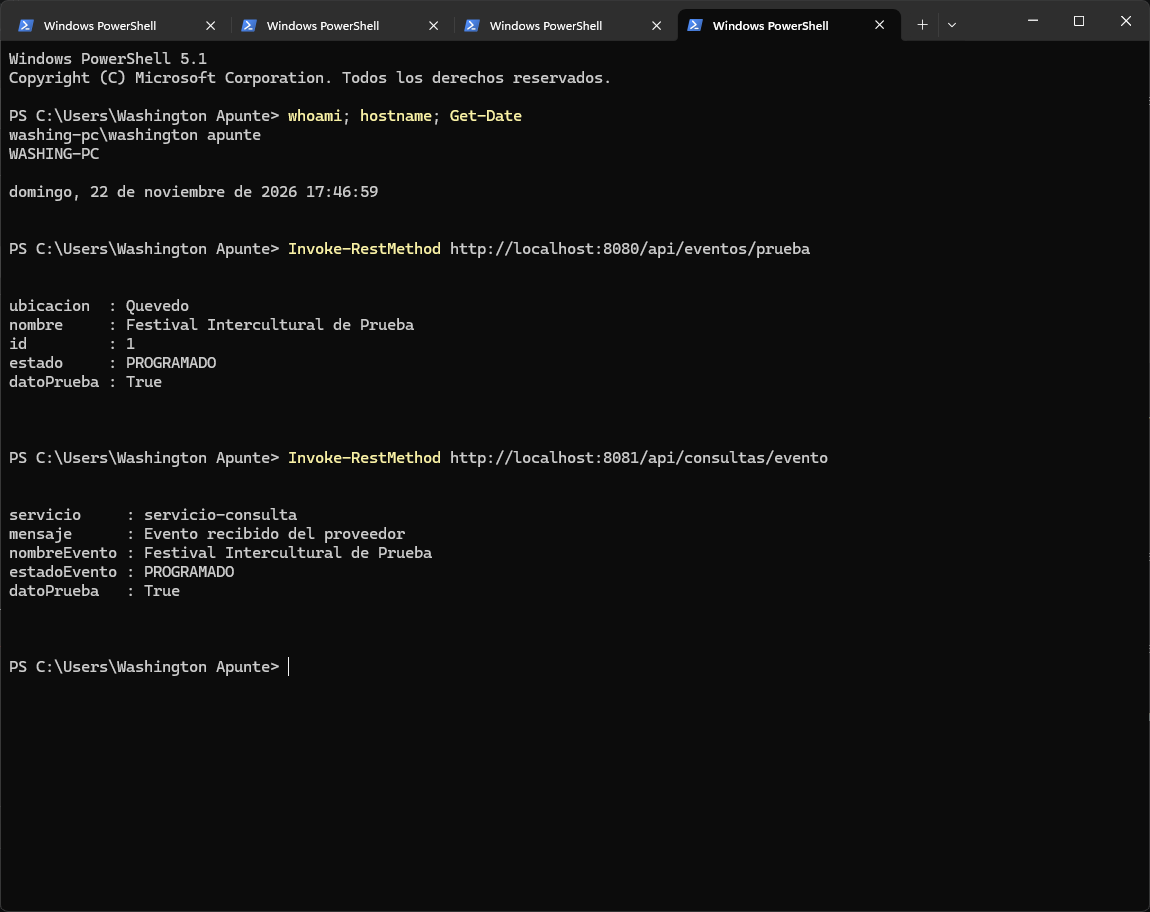 Windows PowerShell
Windows PowerShell
Windows PowerShell
Windows PowerShell
Windows PowerShell 5.1
Copyright (C) Microsoft Corporation. Todos los derechos reservados.
PS C:\Users\Washington Apunte> whoami; hostname; Get-Date
washing-pc\washington apunte
WASHING-PC
domingo, 22 de noviembre de 2026 17:46:59
PS C:\Users\Washington Apunte> Invoke-RestMethod http://localhost:8080/api/eventos/prueba
ubicacion  : Quevedo
nombre     : Festival Intercultural de Prueba
id         : 1
estado     : PROGRAMADO
datoPrueba : True
PS C:\Users\Washington Apunte> Invoke-RestMethod http://localhost:8081/api/consultas/evento
servicio     : servicio-consulta
mensaje      : Evento recibido del proveedor
nombreEvento : Festival Intercultural de Prueba
estadoEvento : PROGRAMADO
datoPrueba   : True
PS C:\Users\Washington Apunte>